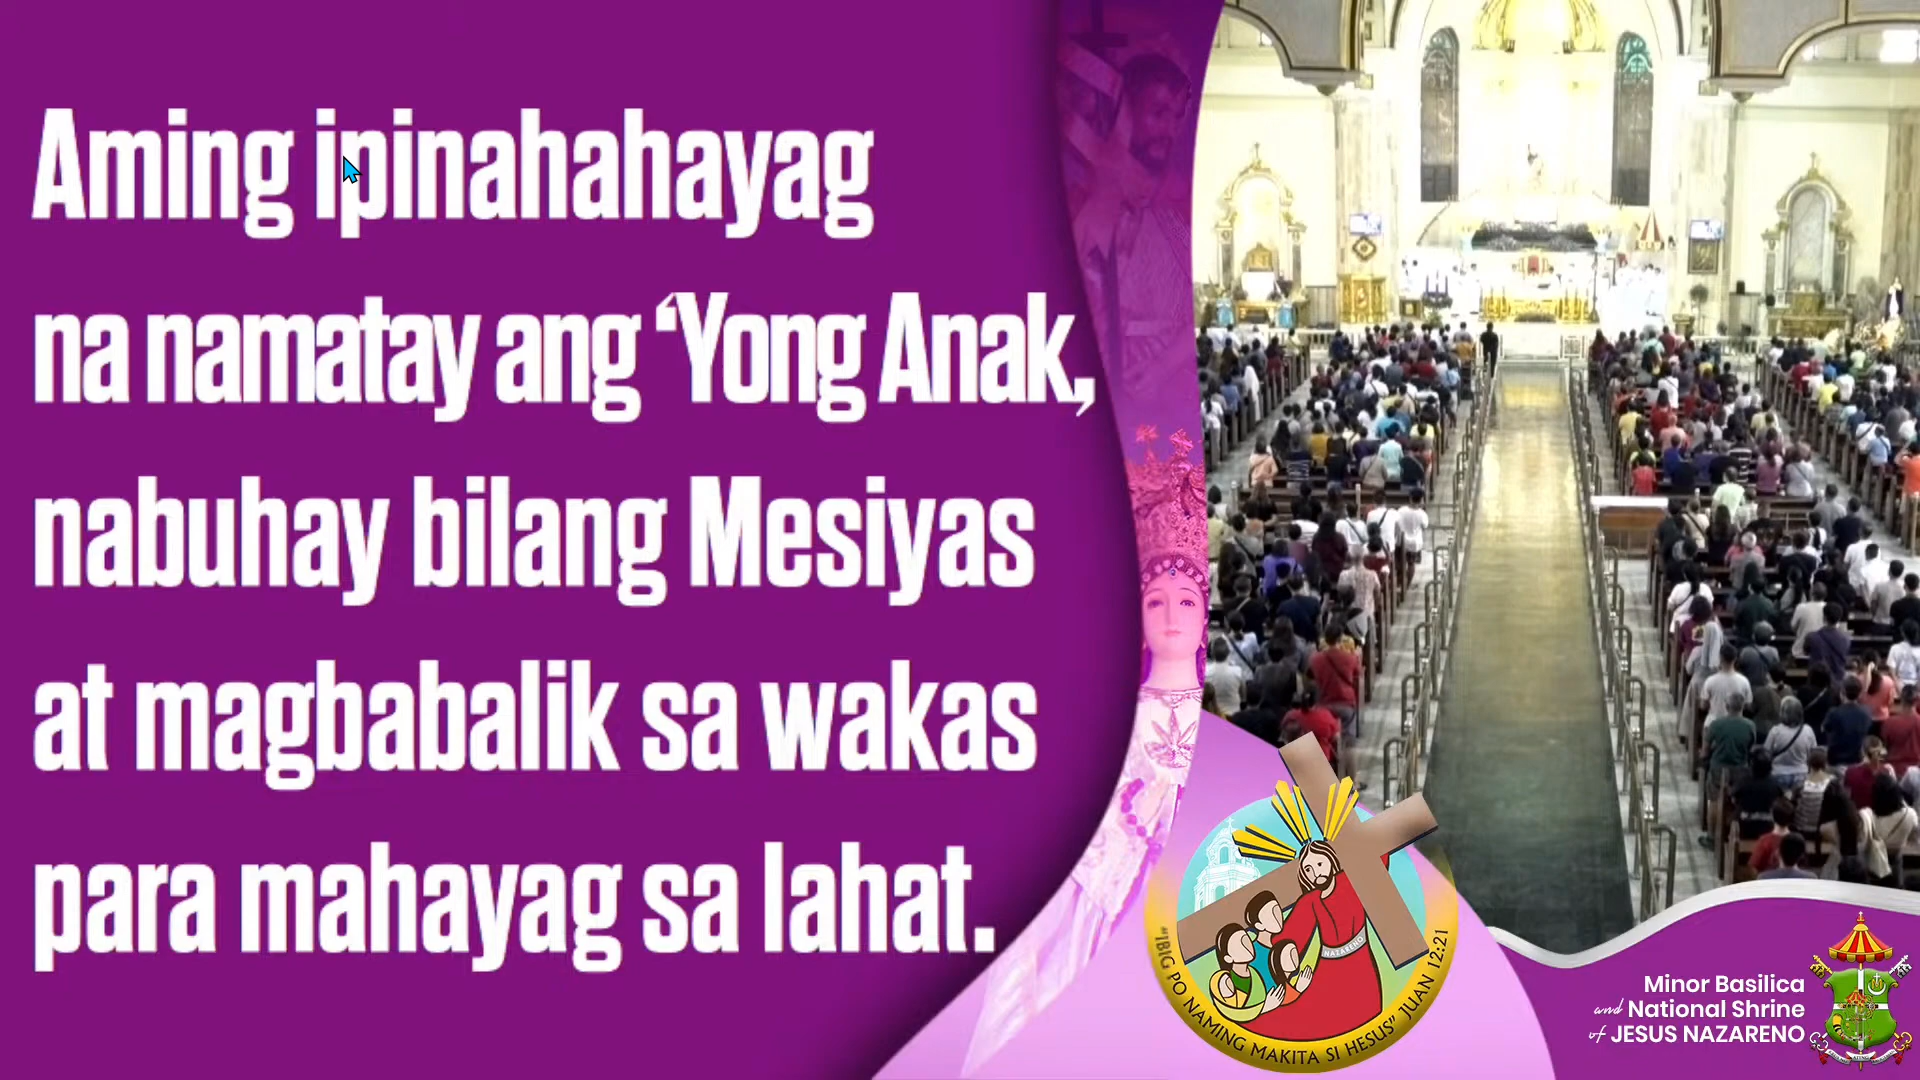 Aming ipinahahayag
na namatay ang ‘Yong Anak,
nabuhay bilang Mesiyas
at magbabalik sa wakas
para mahayag sa lahat.
"IBIG PO NAMING MAKITA SI HESUS" JUAN 12:21
NAZARENO
Minor Basilica
and National Shrine
of JESUS NAZARENO